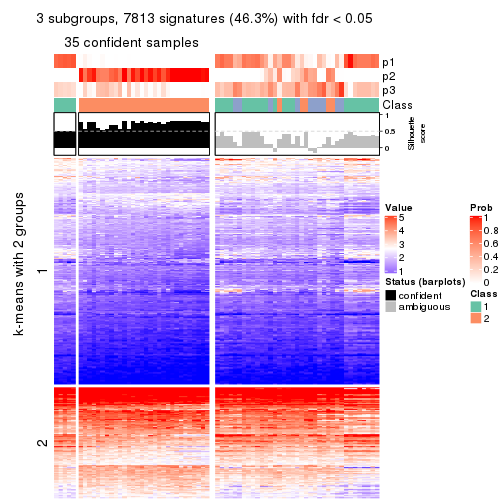 3 subgroups, 7813 signatures (46.3%) with fdr < 0.05
35 confident samples
p1
p2
p3
Class
1
0.5
0
Silhouette
score
k-means with 2 groups
1
2
Value
5
4
3
2
1
Prob
1
0.8
0.6
0.4
0.2
0
Status (barplots)
confident
ambiguous
Class
1
2